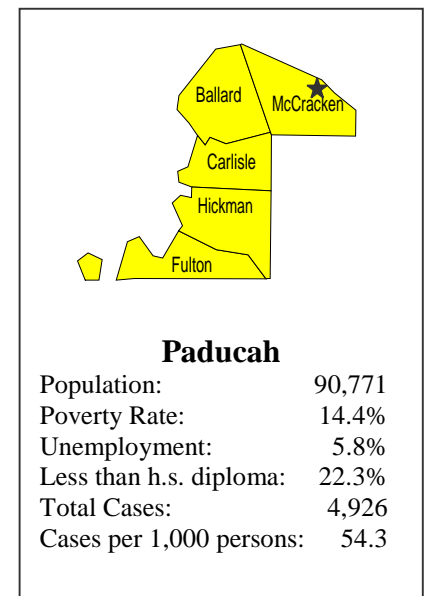 Ballard
McCracken
Carlisle
Hickman
Fulton
Paducah
Population: 90,771
Poverty Rate: 14.4%
Unemployment: 5.8%
Less than h.s. diploma: 22.3%
Total Cases: 4,926
Cases per 1,000 persons: 54.3